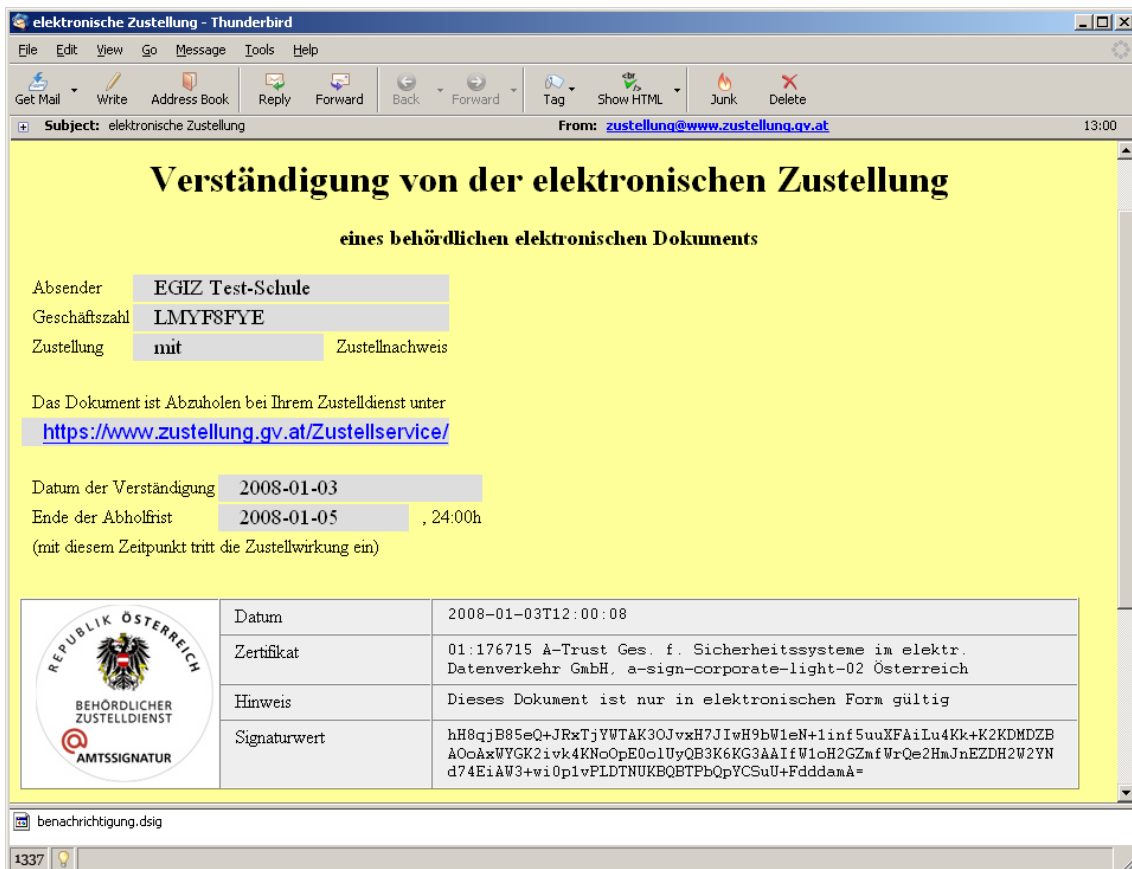 elektronische Zustellung - Thunderbird
File Edit View Go Message Tools Help
Get Mail Write Address Book Reply Forward Back Forward Tag Show HTML Junk Delete
Subject: elektronische Zustellung From: zustellung@www.zustellung.gv.at 13:00
Verständigung von der elektronischen Zustellung
eines behördlichen elektronischen Dokuments
Absender EGIZ Test-Schule
Geschäftszahl LMYF8FYE
Zustellung mit Zustellnachweis
Das Dokument ist Abzuholen bei Ihrem Zustelldienst unter
https://www.zustellung.gv.at/Zustellservice/
Datum der Verständigung 2008-01-03
Ende der Abholfrist 2008-01-05 , 24:00h
(mit diesem Zeitpunkt tritt die Zustellwirkung ein)
REPUBLIK ÖSTERREICH
BEHÖRDLICHER
ZUSTELLDIENST
@
AMTSSIGNATUR
Datum 2008-01-03T12:00:08
Zertifikat 01:176715 A-Trust Ges. f. Sicherheitssysteme im elektr.
Datenverkehr GmbH, a-sign-corporate-light-02 Österreich
Hinweis Dieses Dokument ist nur in elektronischen Form gültig
Signaturwert hH8qjB85eQ+JRxTjYWTAK3OJvxH7JIwH9bW1eN+1inf5uuXFAiLu4Kk+K2KDMDZB
AOoAxWYGK2ivk4KNoOpE0olUyQB3K6KG3AAIfW1oH2GZmfWrQe2HmJnEZDH2W2YN
d74EiAW3+wi0p1vPLDTNUKBQBTPbQpYCSuU+FdddamA=
benachrichtigung.dsig
1337